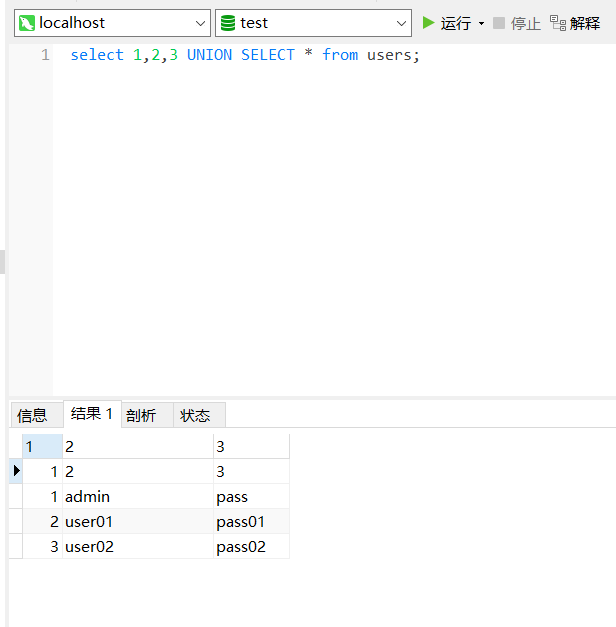 localhost test 运行 停止 解释
1 select 1,2,3 UNION SELECT * from users;
信息 结果 1 剖析 状态
1 2 3
1 2 3
1 admin pass
2 user01 pass01
3 user02 pass02